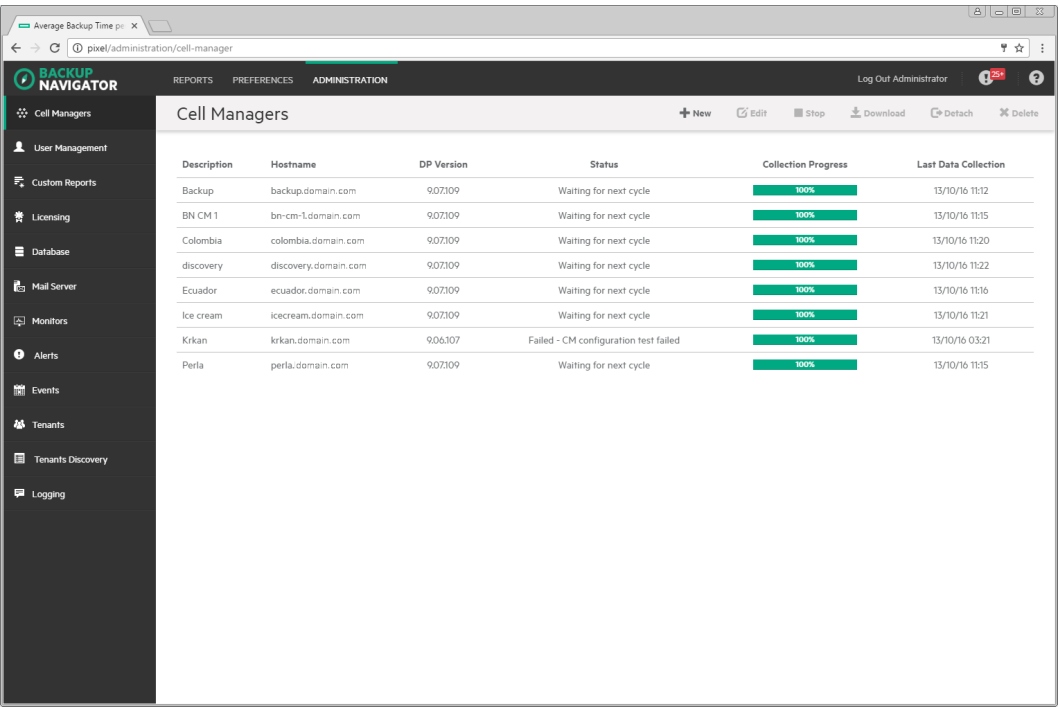 Average Backup Time pe
pixel/administration/cell-manager
BACKUP NAVIGATOR
REPORTS PREFERENCES ADMINISTRATION Log Out Administrator 25+
Cell Managers
User Management
Custom Reports
Licensing
Database
Mail Server
Monitors
Alerts
Events
Tenants
Tenants Discovery
Logging
Cell Managers New Edit Stop Download Detach Delete
Description Hostname DP Version Status Collection Progress Last Data Collection
Backup backup.domain.com 9.07.109 Waiting for next cycle 100% 13/10/16 11:12
BN CM 1 bn-cm-1.domain.com 9.07.109 Waiting for next cycle 100% 13/10/16 11:15
Colombia colombia.domain.com 9.07.109 Waiting for next cycle 100% 13/10/16 11:20
discovery discovery.domain.com 9.07.109 Waiting for next cycle 100% 13/10/16 11:22
Ecuador ecuador.domain.com 9.07.109 Waiting for next cycle 100% 13/10/16 11:16
Ice cream icecream.domain.com 9.07.109 Waiting for next cycle 100% 13/10/16 11:21
Krkan krkan.domain.com 9.06.107 Failed - CM configuration test failed 100% 13/10/16 03:21
Perla perla.domain.com 9.07.109 Waiting for next cycle 100% 13/10/16 11:15